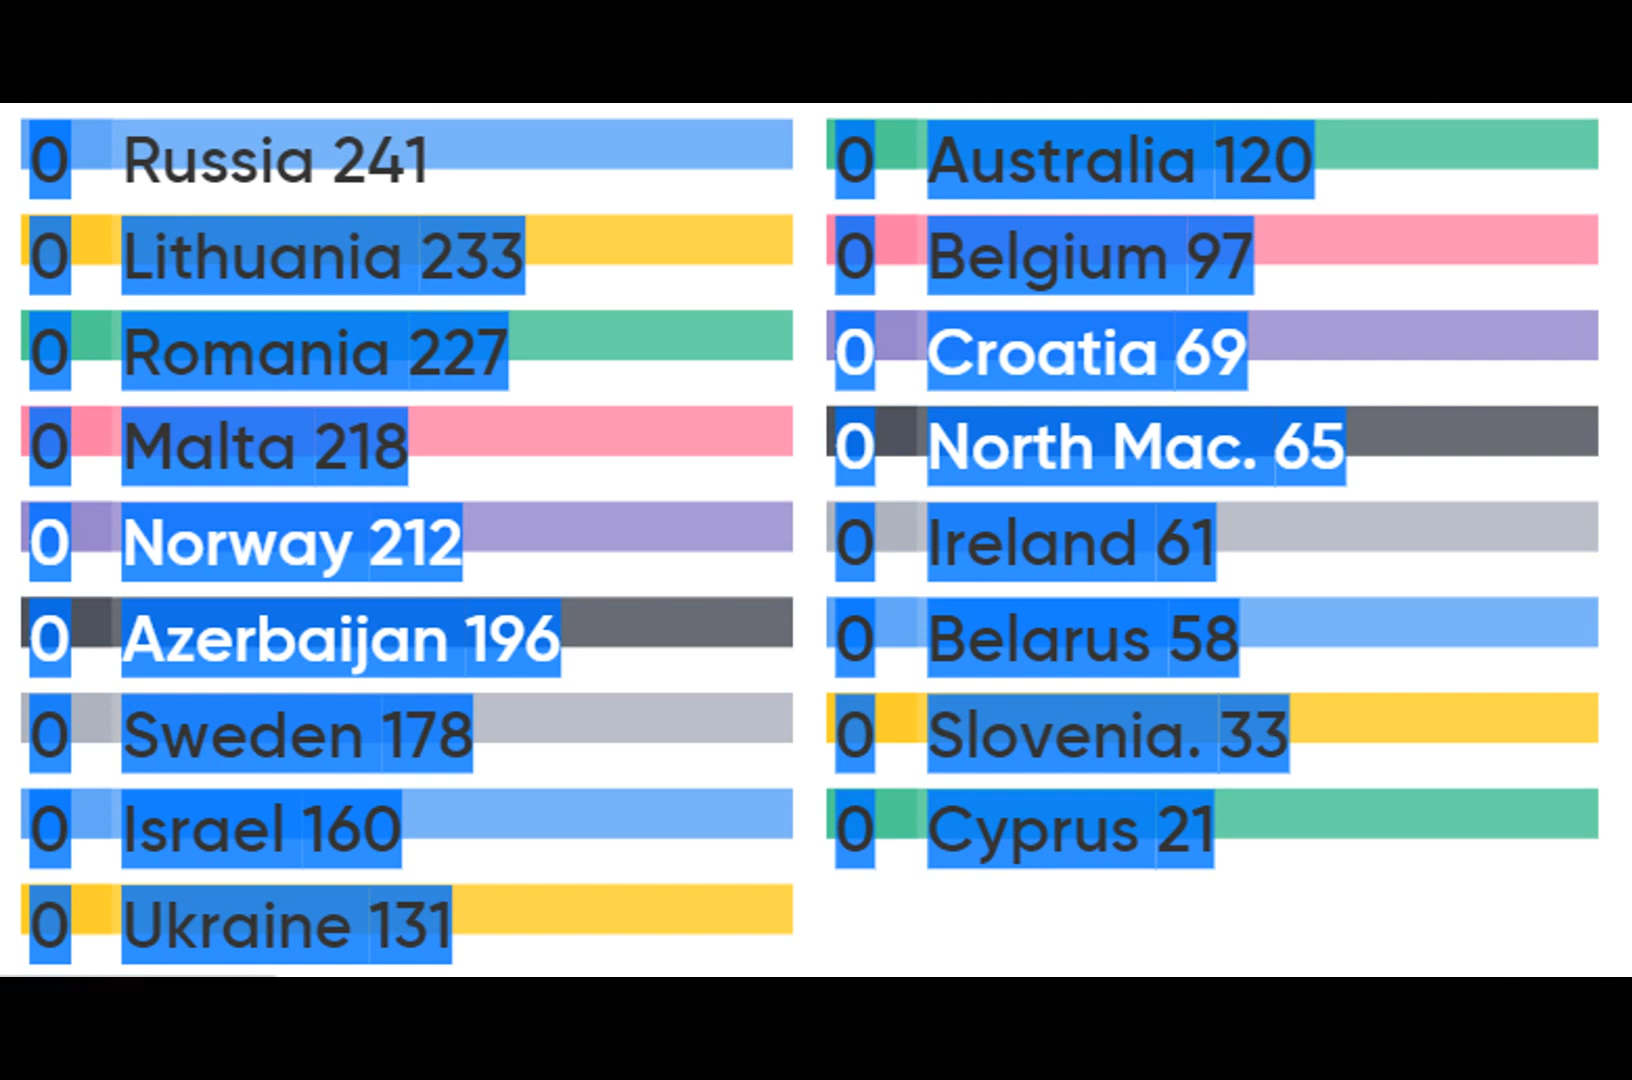 0 Russia 241
0 Lithuania 233
0 Romania 227
0 Malta 218
0 Norway 212
0 Azerbaijan 196
0 Sweden 178
0 Israel 160
0 Ukraine 131
0 Australia 120
0 Belgium 97
0 Croatia 69
0 North Mac. 65
0 Ireland 61
0 Belarus 58
0 Slovenia. 33
0 Cyprus 21